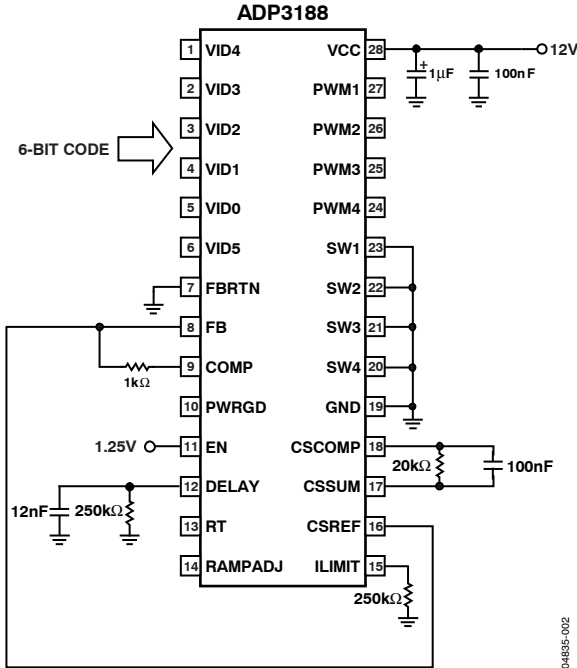 ADP3188
1 VID4
VCC 28
12V
+
1μF
100nF
2 VID3
PWM1 27
3 VID2
PWM2 26
6-BIT CODE
4 VID1
PWM3 25
5 VID0
PWM4 24
6 VID5
SW1 23
7 FBRTN
SW2 22
8 FB
SW3 21
9 COMP
SW4 20
1kΩ
10 PWRGD
GND 19
1.25V
11 EN
CSCOMP 18
20kΩ
100nF
12 DELAY
CSSUM 17
12nF
250kΩ
13 RT
CSREF 16
14 RAMPADJ
ILIMIT 15
250kΩ
04835-002